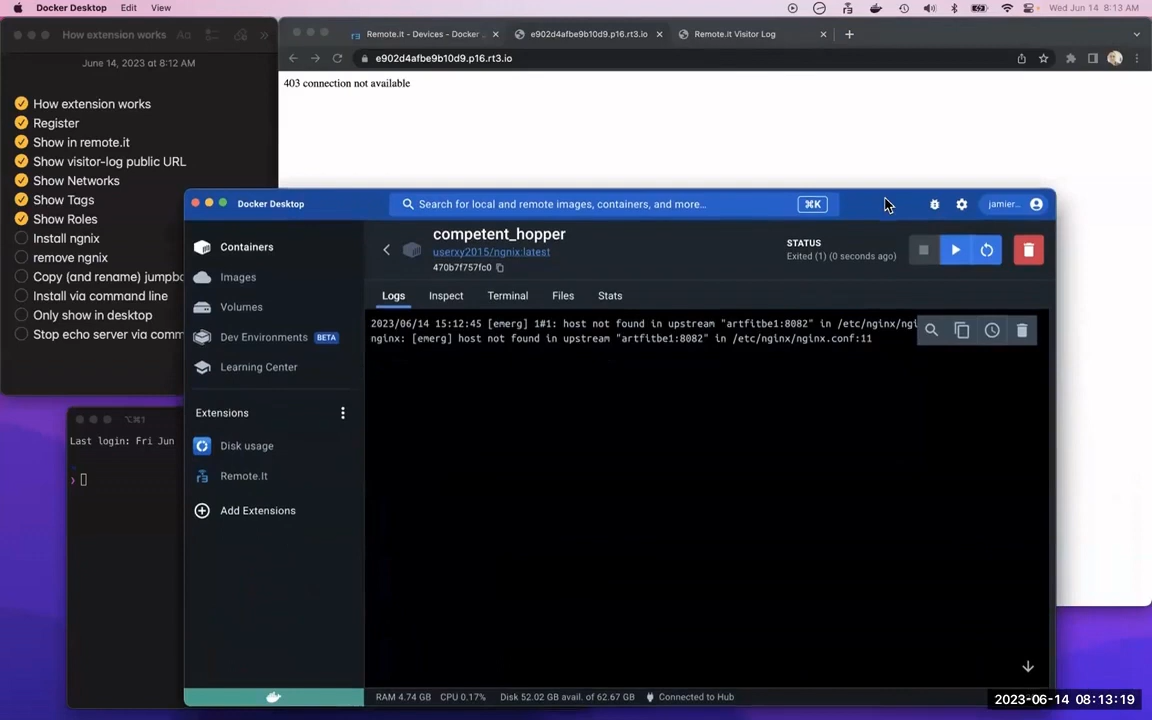 Docker Desktop Edit View
Wed Jun 14 8:13 AM
How extension works
June 14, 2023 at 8:12 AM
How extension works
Register
Show in remote.it
Show visitor-log public URL
Show Networks
Show Tags
Show Roles
Install ngnix
remove ngnix
Copy (and rename) jumpbo
Install via command line
Only show in desktop
Stop echo server via comm
Remote.it - Devices - Docker
e902d4afbe9b10d9.p16.rt3.io
Remote.it Visitor Log
e902d4afbe9b10d9.p16.rt3.io
403 connection not available
⌥⌘1
Last login: Fri Jun
Docker Desktop
Search for local and remote images, containers, and more...
⌘K
jamier...
Containers
Images
Volumes
Dev Environments BETA
Learning Center
Extensions
Disk usage
Remote.It
Add Extensions
competent_hopper
userxy2015/ngnix:latest
470b7f757fc0
STATUS
Exited (1) (0 seconds ago)
Logs Inspect Terminal Files Stats
2023/06/14 15:12:45 [emerg] 1#1: host not found in upstream "artfitbe1:8082" in /etc/nginx/ngi
nginx: [emerg] host not found in upstream "artfitbe1:8082" in /etc/nginx/nginx.conf:11
RAM 4.74 GB CPU 0.17% Disk 52.02 GB avail. of 62.67 GB Connected to Hub
2023-06-14 08:13:19